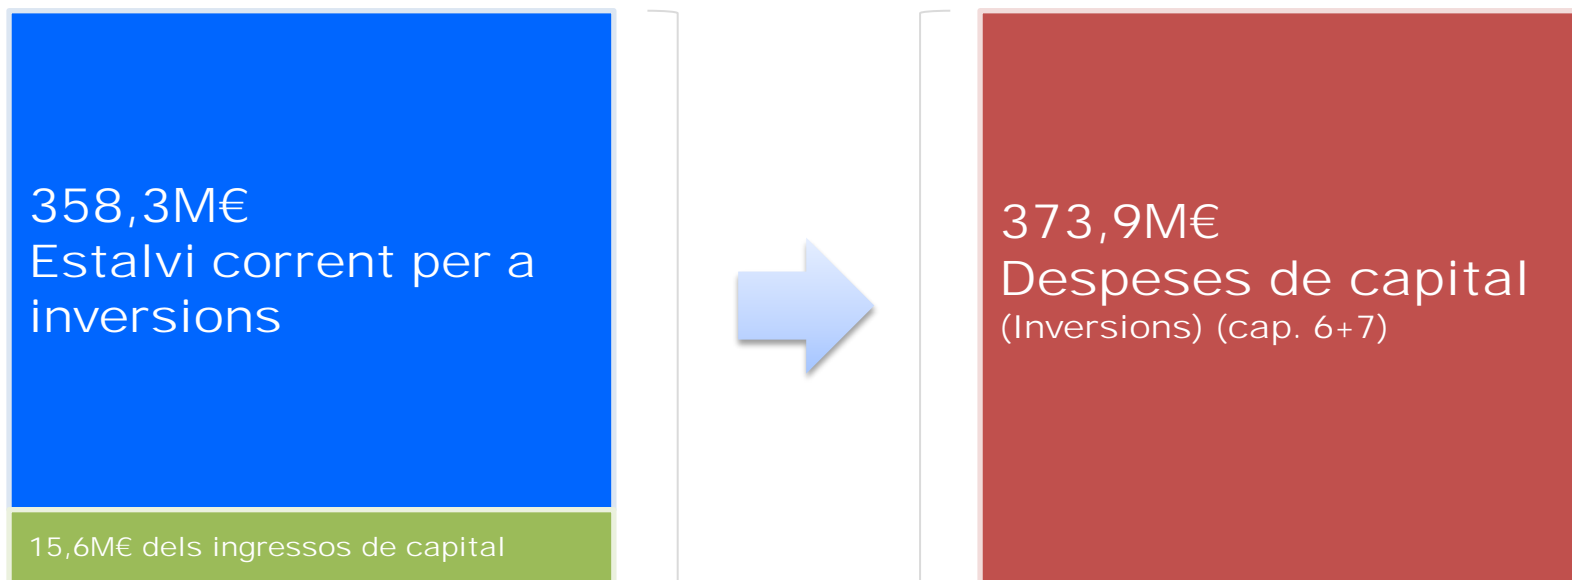 358,3M€
Estalvi corrent per a
inversions
15,6M€ dels ingressos de capital
373,9M€
Despeses de capital
(Inversions) (cap. 6+7)